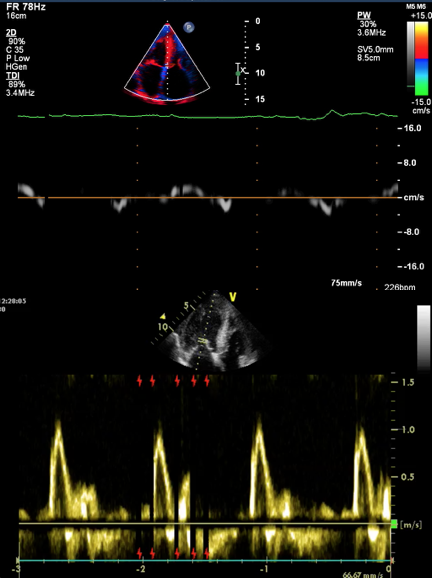 FR 78Hz
16cm
M5 M5
+15.0
2D
90%
C 35
P Low
HGen
TDI
89%
3.4MHz
P
0
5
10
15
X
PW
30%
3.6MHz
SV5.0mm
8.5cm
-15.0
cm/s
16.0
8.0
cm/s
-8.0
-16.0
75mm/s
226bpm
V
5
10
1.5
1.0
0.5
[m/s]
-3
-2
-1
0
66.67 mm/s